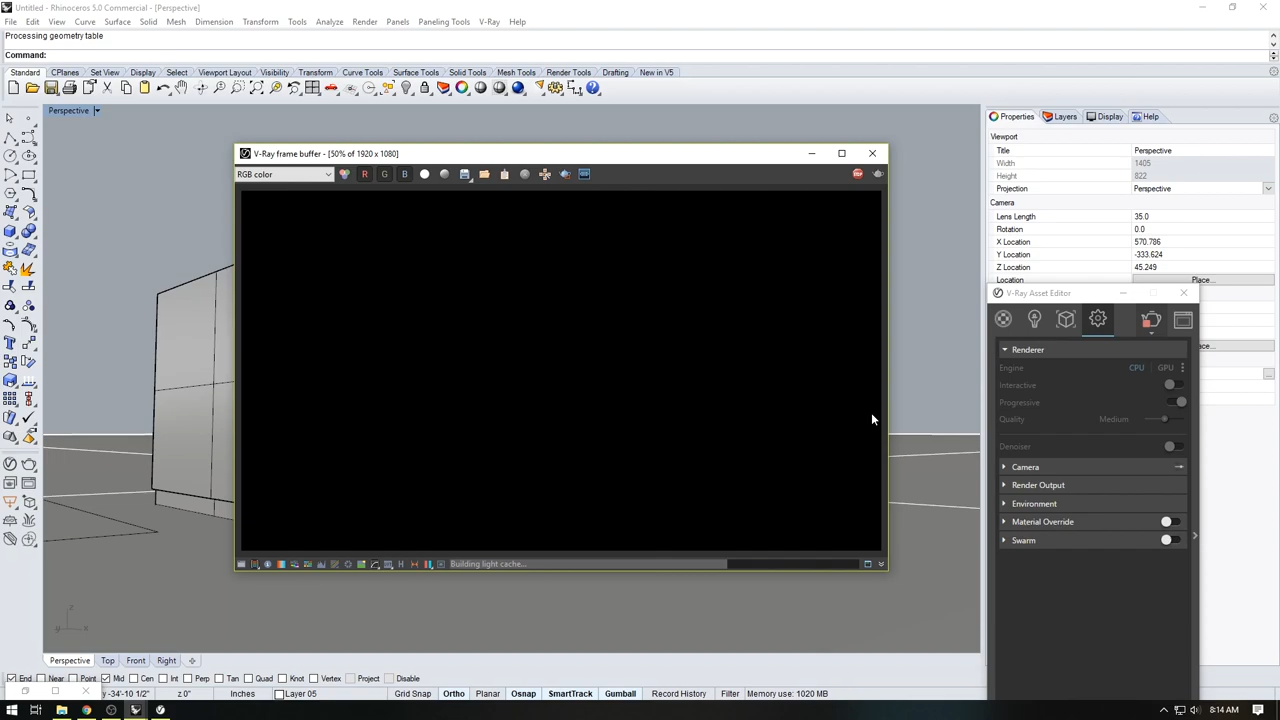 Untitled - Rhinoceros 5.0 Commercial - [Perspective]
File Edit View Curve Surface Solid Mesh Dimension Transform Tools Analyze Render Panels Paneling Tools V-Ray Help
Processing geometry table
Command:
Standard CPlanes Set View Display Select Viewport Layout Visibility Transform Curve Tools Surface Tools Solid Tools Mesh Tools Render Tools Drafting New in V5
Perspective
Properties Layers Display Help
Viewport
Title Perspective
Width 1405
Height 822
Projection Perspective
Camera
Lens Length 35.0
Rotation 0.0
X Location 570.786
Y Location -333.624
Z Location 45.249
Location Place...
V-Ray frame buffer - [50% of 1920 x 1080]
RGB color R G B
STOP
V-Ray Asset Editor
Renderer
Engine CPU GPU
Interactive
Progressive
Quality Medium
Denoiser
Camera
Render Output
Environment
Material Override
Swarm
lace...
...
H
Building light cache...
z
y x
Perspective Top Front Right
End Near Point Mid Cen Int Perp Tan Quad Knot Vertex Project Disable
y -34'-10 1/2" z 0" Inches Layer 05 Grid Snap Ortho Planar Osnap SmartTrack Gumball Record History Filter Memory use: 1020 MB
8:14 AM